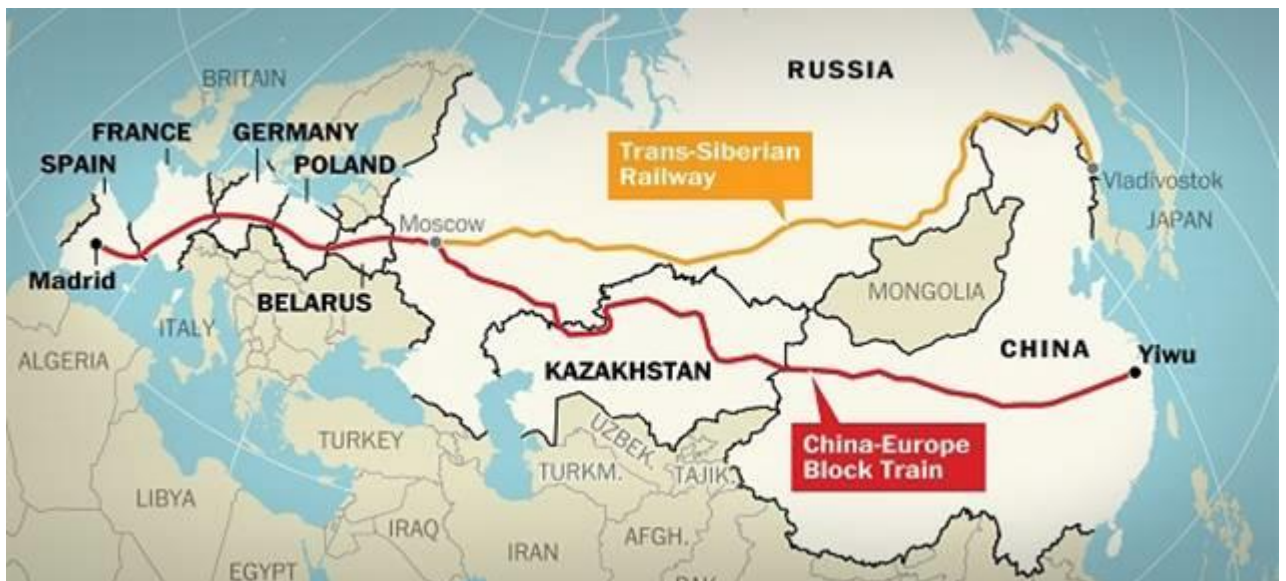 RUSSIA
BRITAIN
FRANCE
GERMANY
SPAIN
POLAND
Trans-Siberian
Railway
Vladivostok
Moscow
JAPAN
Madrid
BELARUS
MONGOLIA
ITALY
ALGERIA
CHINA
Yiwu
KAZAKHSTAN
TURKEY
UZBEK.
China-Europe
Block Train
TURKM.
TAJIK.
LIBYA
IRAQ
IRAN
AFGH.
EGYPT
PAK.